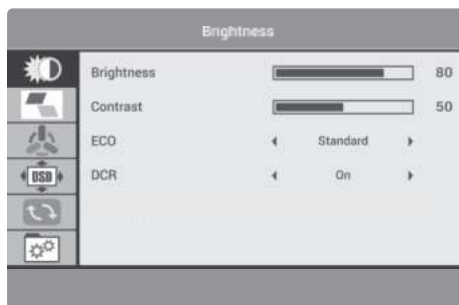 Brightness
Brightness 80
Contrast 50
ECO Standard
DCR On
OSD